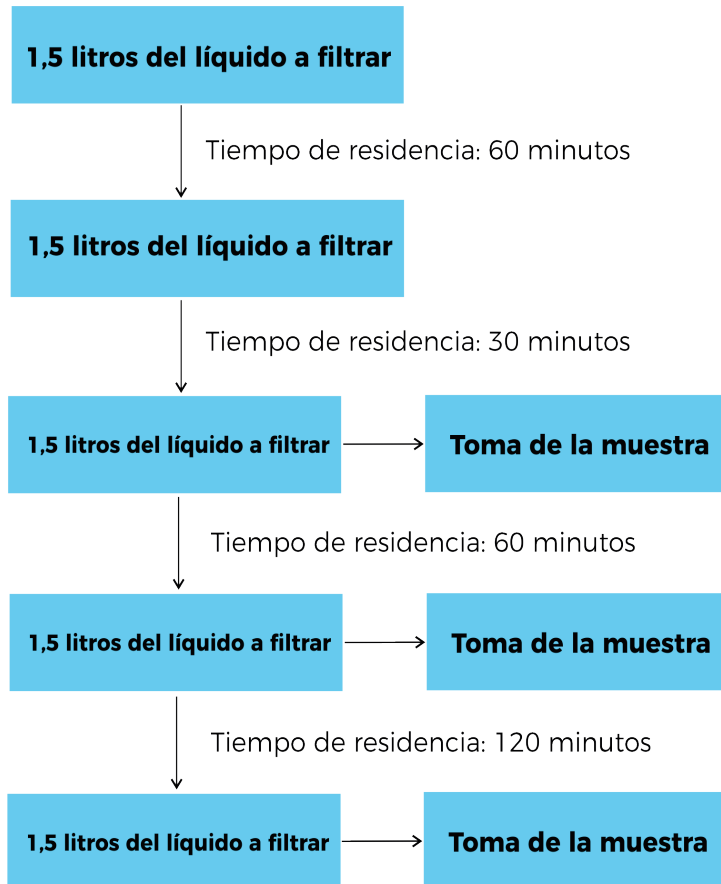 1,5 litros del líquido a filtrar
Tiempo de residencia: 60 minutos
1,5 litros del líquido a filtrar
Tiempo de residencia: 30 minutos
1,5 litros del líquido a filtrar
Toma de la muestra
Tiempo de residencia: 60 minutos
1,5 litros del líquido a filtrar
Toma de la muestra
Tiempo de residencia: 120 minutos
1,5 litros del líquido a filtrar
Toma de la muestra